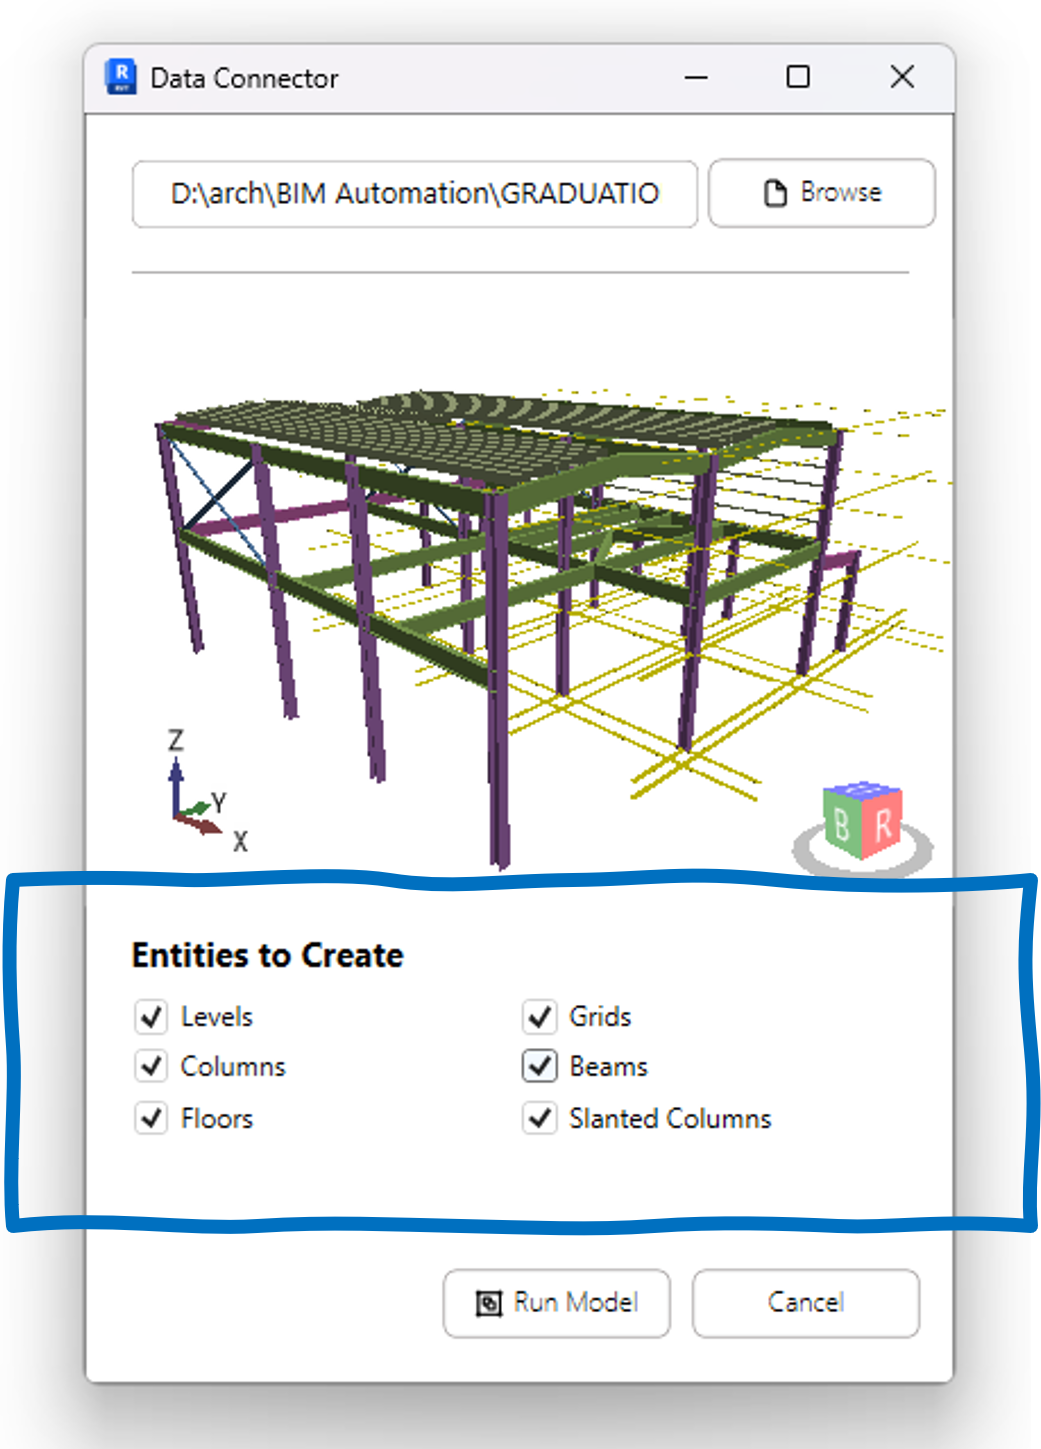 R Data Connector
D:\arch\BIM Automation\GRADUATIO Browse
Z
Y
X
B R
Entities to Create
Levels Grids
Columns Beams
Floors Slanted Columns
Run Model Cancel